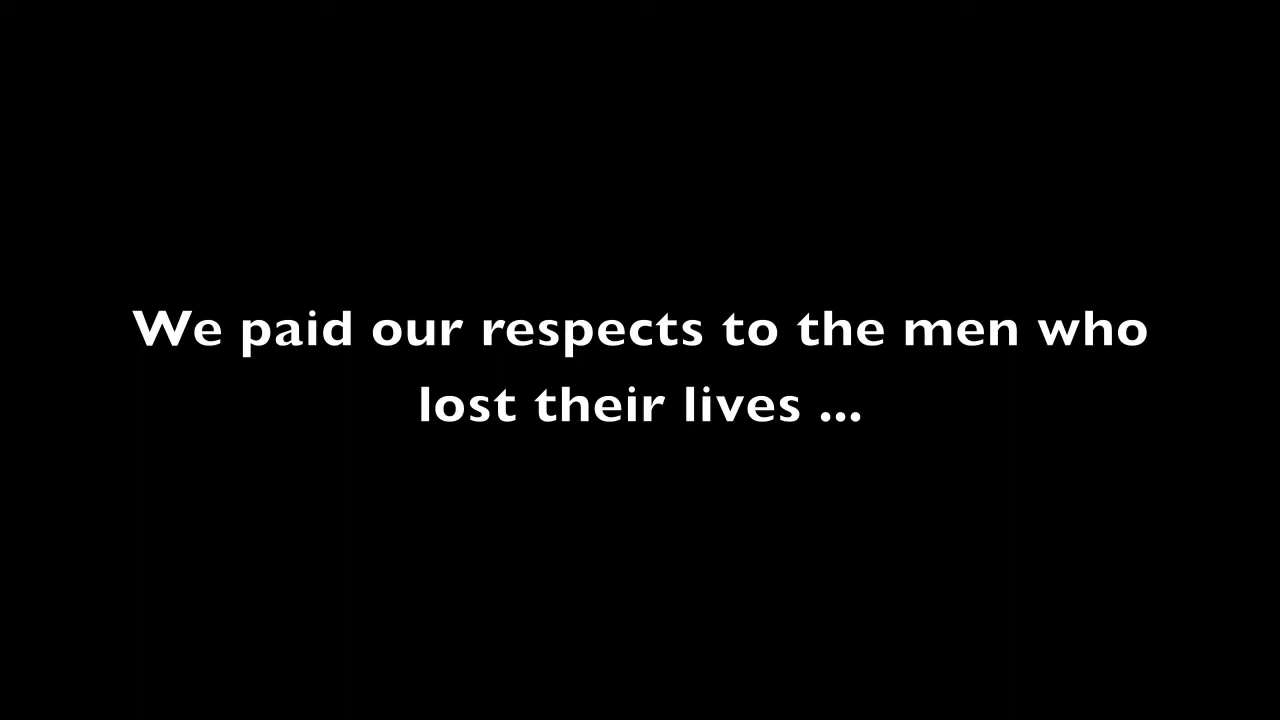 We paid our respects to the men who
lost their lives ...